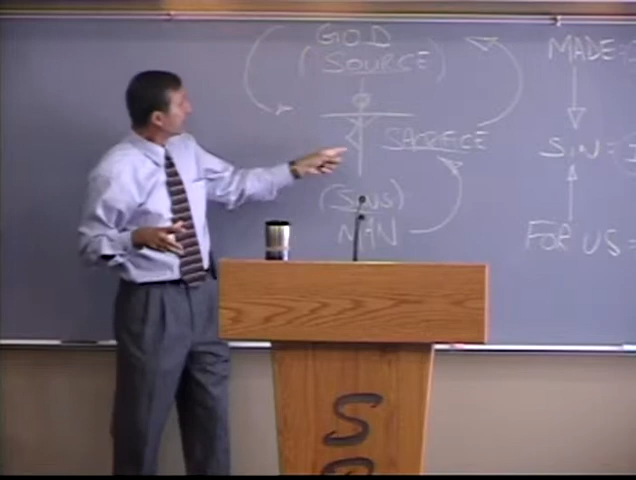 GOD
(SOURCE)
SACRIFICE
(SINS)
MAN
MADE
SIN =
FOR US =
S